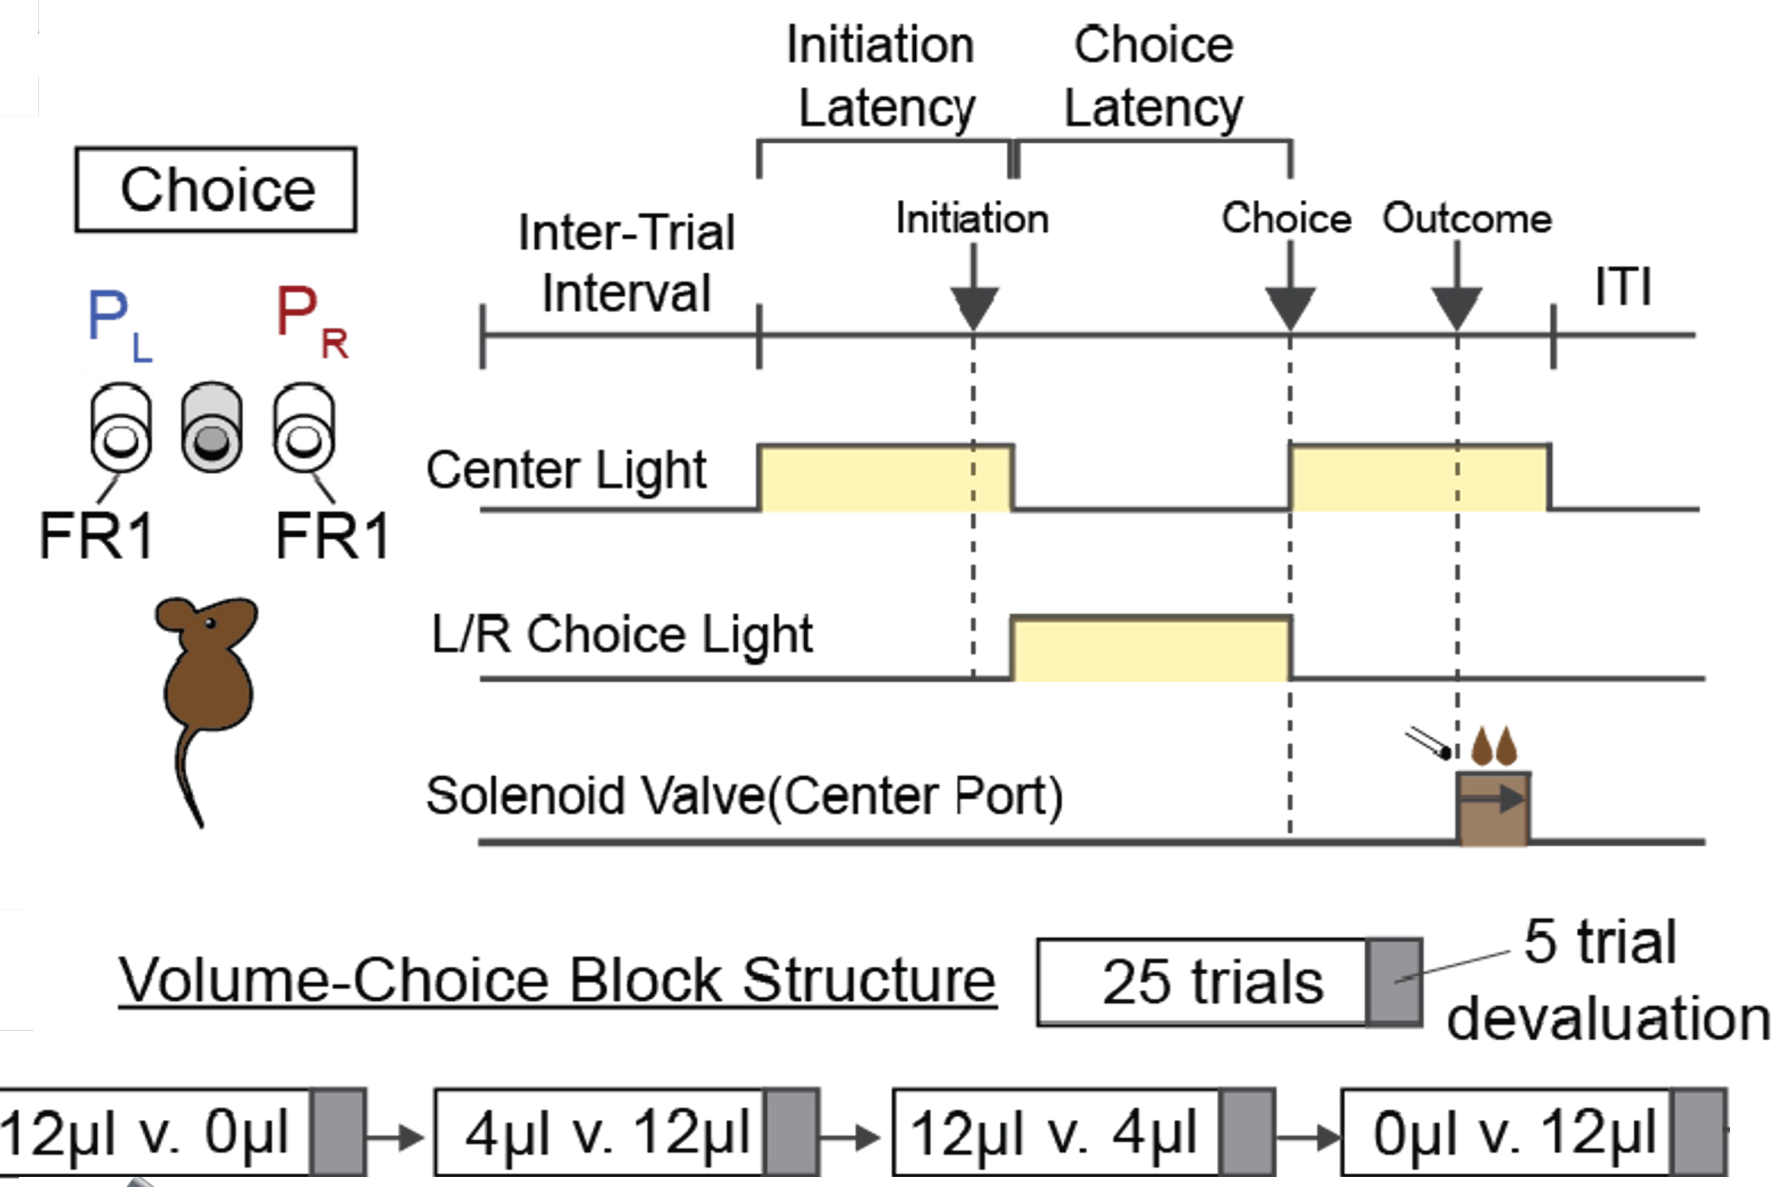 Initiation
Latency
Choice
Latency
Choice
Inter-Trial
Interval
Initiation
Choice
Outcome
ITI
PL
PR
FR1
FR1
Center Light
L/R Choice Light
Solenoid Valve(Center Port)
Volume-Choice Block Structure
25 trials
5 trial
devaluation
12µl v. 0µl
4µl v. 12µl
12µl v. 4µl
0µl v. 12µl